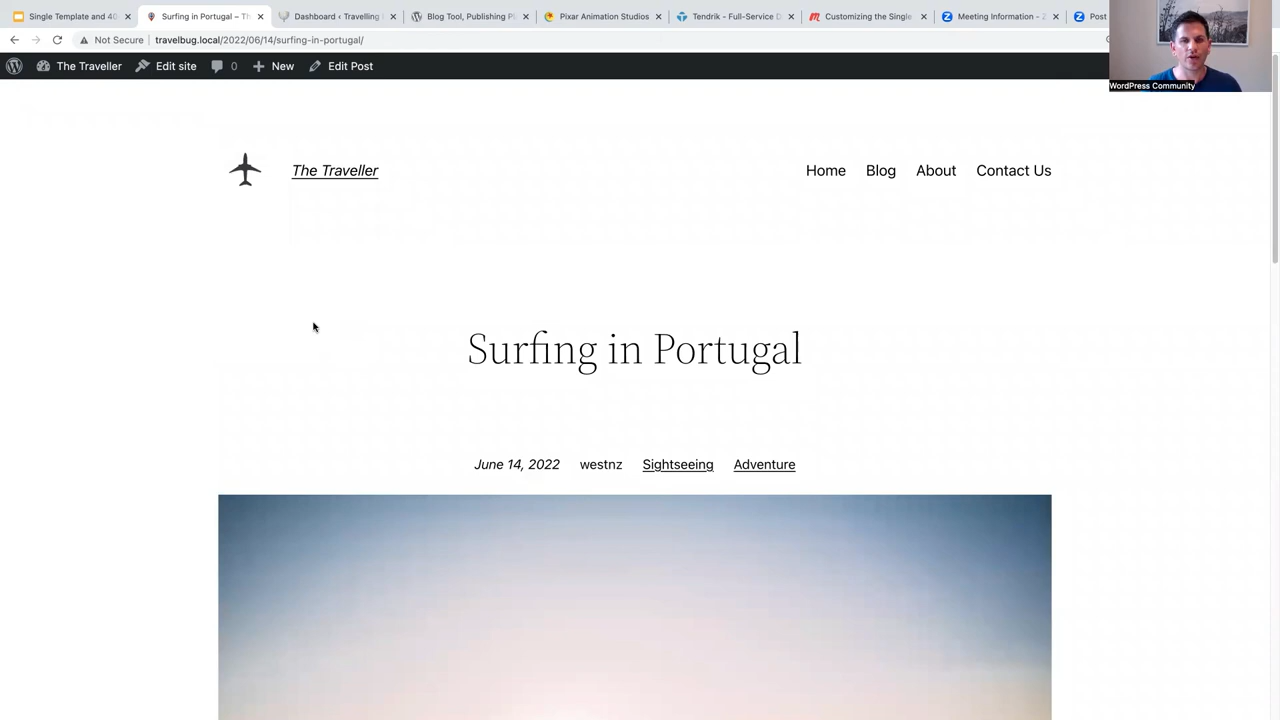 Single Template and 40
Surfing in Portugal – Th
Dashboard ‹ Travelling
Blog Tool, Publishing Pl
Pixar Animation Studios
Tendrik - Full-Service D
Customizing the Single
Meeting Information - Z
Post
Not Secure
travelbug.local/2022/06/14/surfing-in-portugal/
The Traveller
Edit site
0
New
Edit Post
WordPress Community
The Traveller
Home
Blog
About
Contact Us
Surfing in Portugal
June 14, 2022
westnz
Sightseeing
Adventure